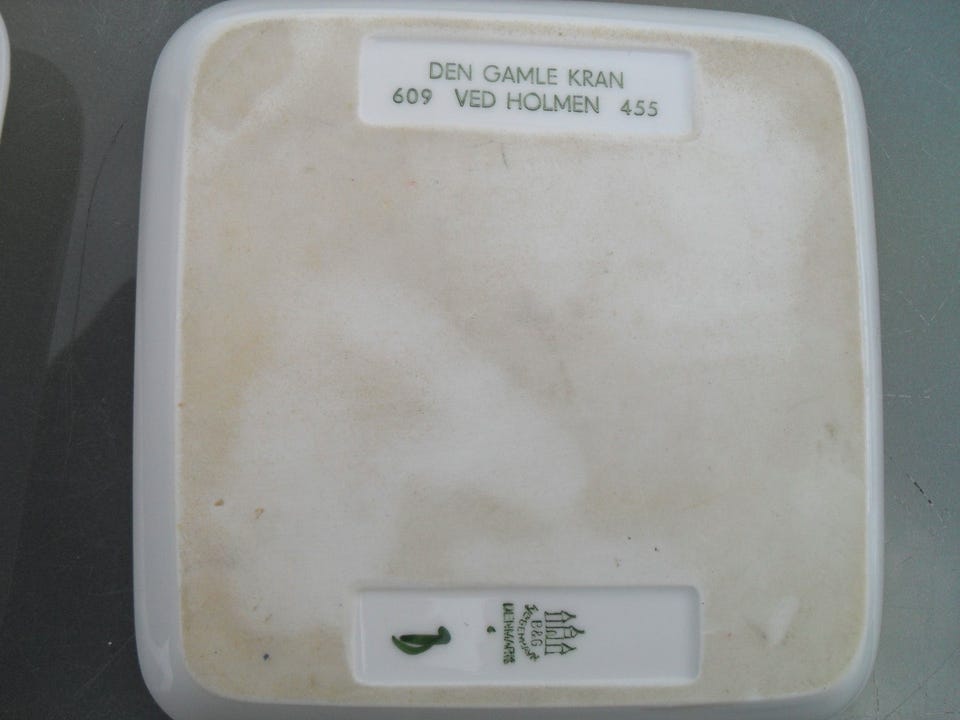 DEN GAMLE KRAN
609 VED HOLMEN 455
B&G
KJØBENHAVN
DENMARK